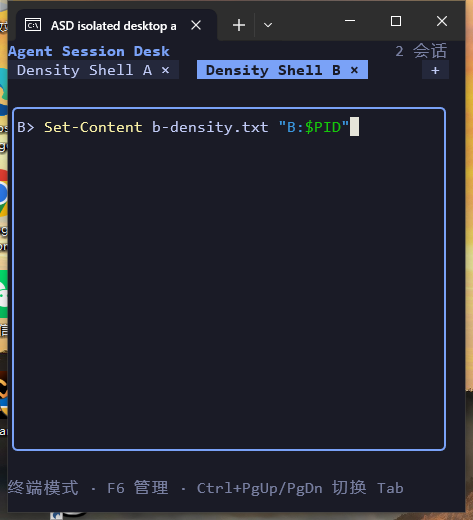 ASD isolated desktop a
Agent Session Desk 2 会话
Density Shell A × Density Shell B × +
B> Set-Content b-density.txt "B:$PID"
终端模式 · F6 管理 · Ctrl+PgUp/PgDn 切换 Tab